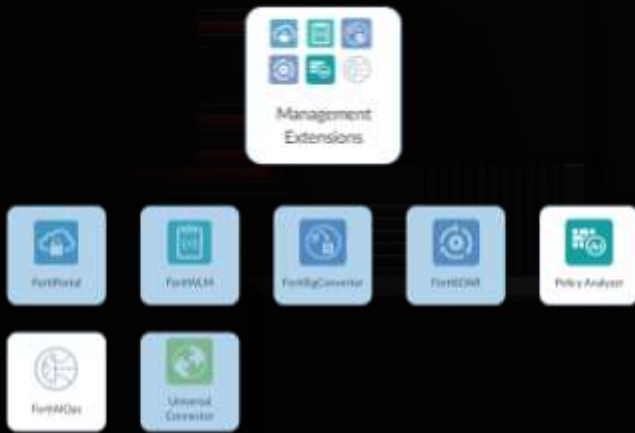 Management
Extensions
FortiPortal
FortiWLM
FortiSigConverter
FortiSOAR
Policy Analyzer
FortiAIOps
Universal
Connector